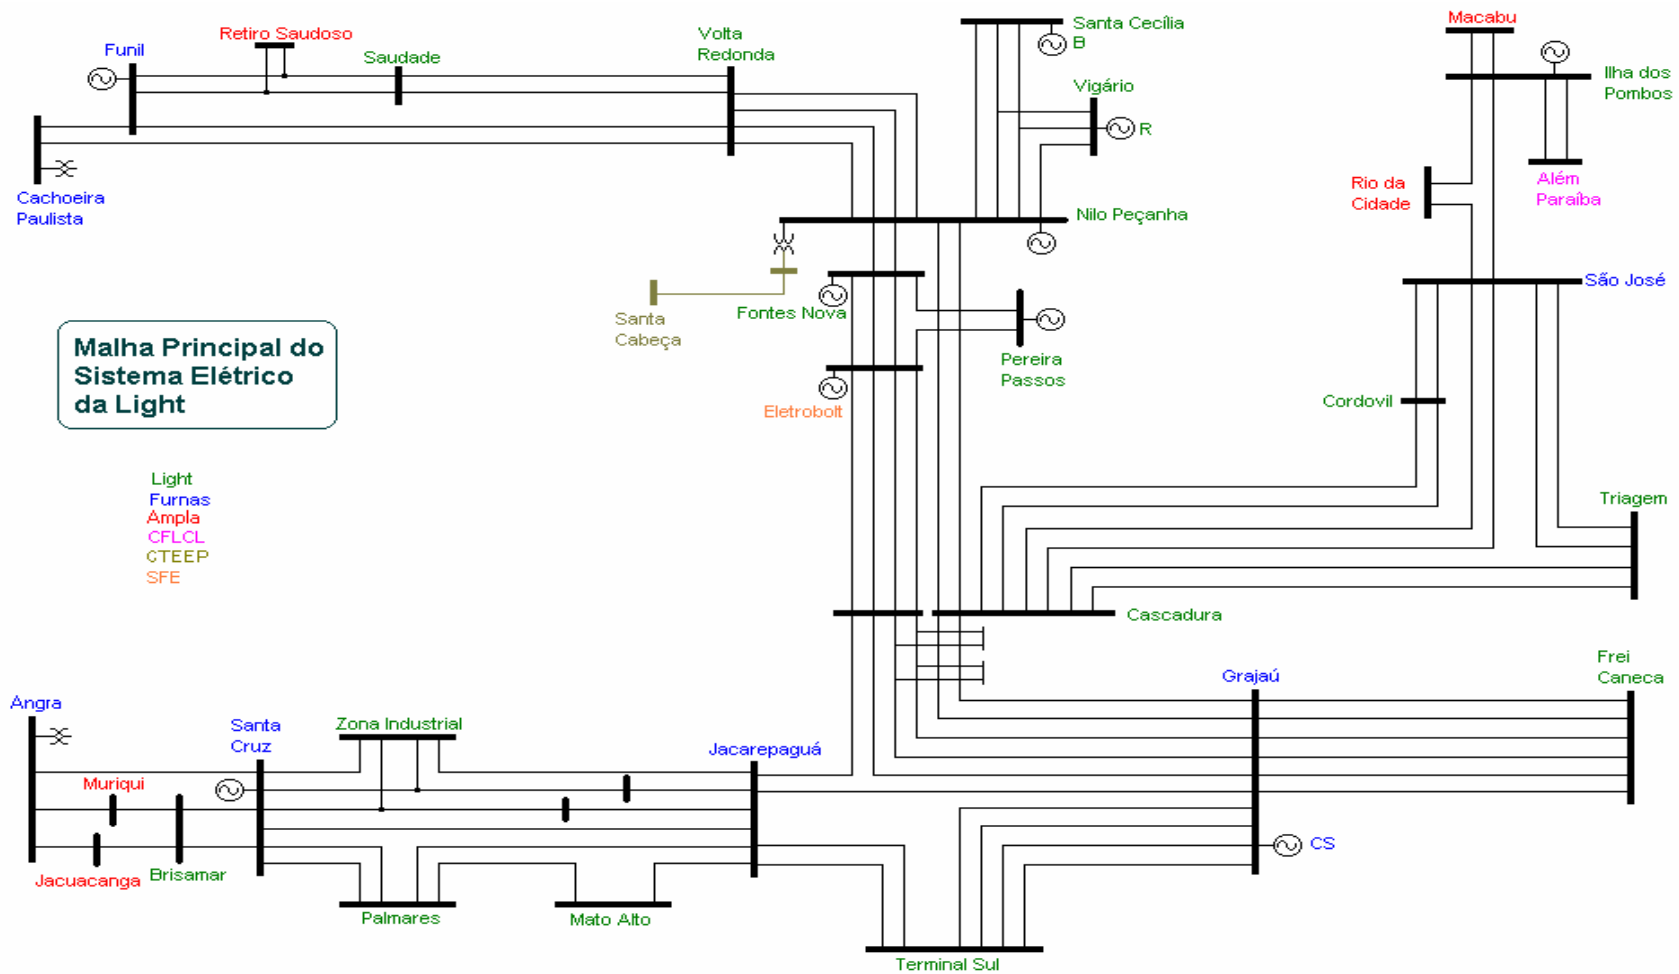 Santa Cecília
B
Macabu
Retiro Saudoso
Volta
Redonda
Funil
Saudade
Ilha dos
Pombos
Vigário
R
Cachoeira
Paulista
Rio da
Cidade
Além
Paraíba
Nilo Peçanha
São José
Santa
Cabeça
Fontes Nova
Pereira
Passos
Malha Principal do
Sistema Elétrico
da Light
Eletrobolt
Cordovil
Light
Furnas
Ampla
CFLCL
CTEEP
SFE
Triagem
Cascadura
Frei
Caneca
Grajaú
Angra
Santa
Cruz
Zona Industrial
Jacarepaguá
Muriqui
CS
Jacuacanga
Brisamar
Palmares
Mato Alto
Terminal Sul